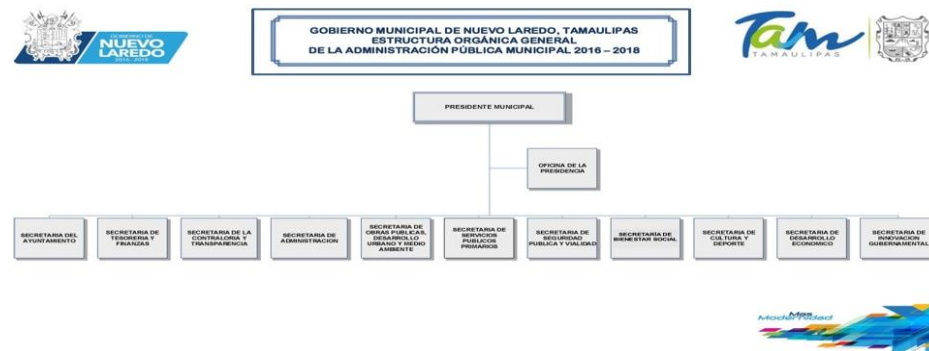 GOBIERNO DE
NUEVO
LAREDO
2016 - 2018
GOBIERNO MUNICIPAL DE NUEVO LAREDO, TAMAULIPAS
ESTRUCTURA ORGÁNICA GENERAL
DE LA ADMINISTRACIÓN PÚBLICA MUNICIPAL 2016 – 2018
Tam
TAMAULIPAS
PRESIDENTE MUNICIPAL
OFICINA DE LA
PRESIDENCIA
SECRETARIA DEL
AYUNTAMIENTO
SECRETARIA DE
TESORERIA Y
FINANZAS
SECRETARIA DE LA
CONTRALORIA Y
TRANSPARENCIA
SECRETARIA DE
ADMINISTRACION
SECRETARIA DE
OBRAS PUBLICAS,
DESARROLLO
URBANO Y MEDIO
AMBIENTE
SECRETARIA DE
SERVICIOS
PUBLICOS
PRIMARIOS
SECRETARIA DE
SEGURIDAD
PUBLICA Y VIALIDAD
SECRETARÍA DE
BIENESTAR SOCIAL
SECRETARIA DE
CULTURA Y
DEPORTE
SECRETARIA DE
DESARROLLO
ECONOMICO
SECRETARIA DE
INNOVACION
GUBERNAMENTAL
Mas
Modernidad